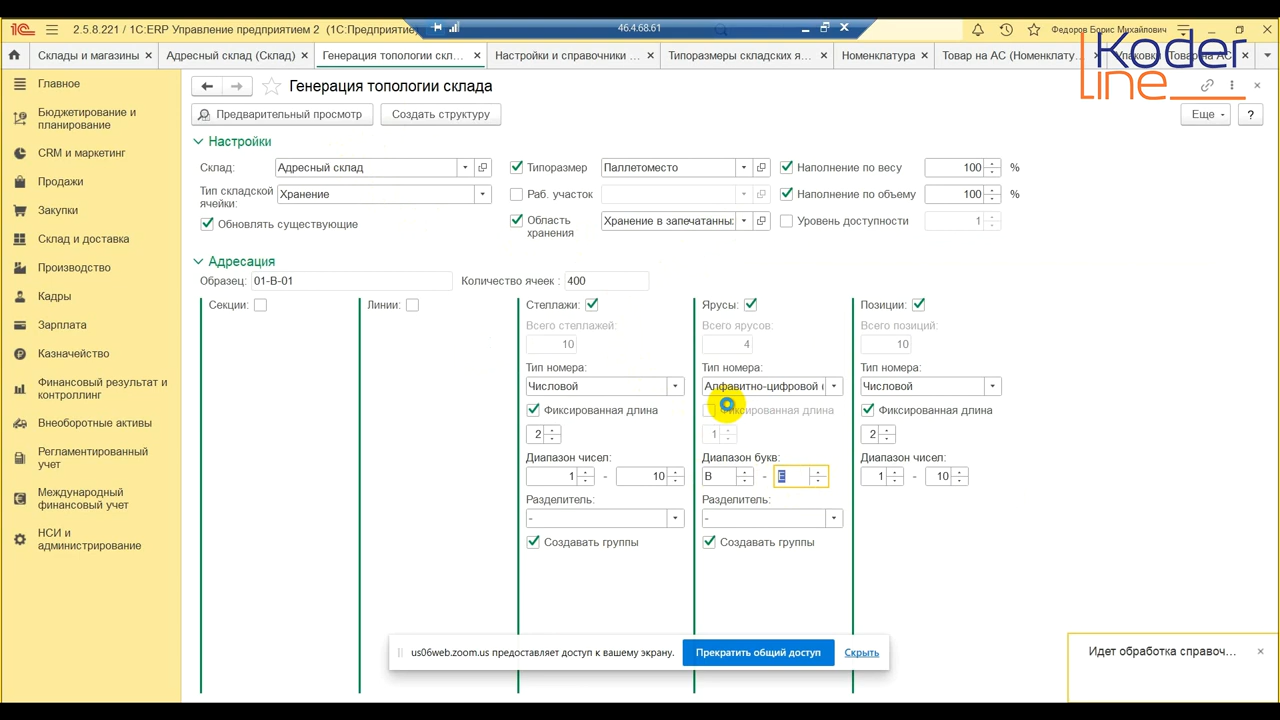 2.5.8.221 / 1C:ERP Управление предприятием 2 (1С:Предприятие
46.4.68.61
Федоров Борис Михайлович
Koder
line
Склады и магазины ×
Адресный склад (Склад) ×
Генерация топологии скл... ×
Настройки и справочники ... ×
Типоразмеры складских я... ×
Номенклатура ×
Товар на АС (Номенклату...
Упаковка Товар на АС
Главное
Бюджетирование и
планирование
CRM и маркетинг
Продажи
Закупки
Склад и доставка
Производство
Кадры
Зарплата
Казначейство
Финансовый результат и
контроллинг
Внеоборотные активы
Регламентированный
учет
Международный
финансовый учет
НСИ и
администрирование
Генерация топологии склада
Предварительный просмотр
Создать структуру
Еще
?
Настройки
Склад: Адресный склад
Типоразмер Паллетоместо
Наполнение по весу 100 %
Тип складской
ячейки:
Хранение
Раб. участок
Наполнение по объему 100 %
Обновлять существующие
Область
хранения
Хранение в запечатанны
Уровень доступности 1
Адресация
Образец: 01-B-01
Количество ячеек : 400
Секции:
Линии:
Стеллажи:
Ярусы:
Позиции:
Всего стеллажей:
Всего ярусов:
Всего позиций:
10
4
10
Тип номера:
Тип номера:
Тип номера:
Числовой
Алфавитно-цифровой (
Числовой
Фиксированная длина
Фиксированная длина
Фиксированная длина
2
1
2
Диапазон чисел:
Диапазон букв:
Диапазон чисел:
1 - 10
B - E
1 - 10
Разделитель:
Разделитель:
-
-
Создавать группы
Создавать группы
us06web.zoom.us предоставляет доступ к вашему экрану.
Прекратить общий доступ
Скрыть
Идет обработка справоч... ×